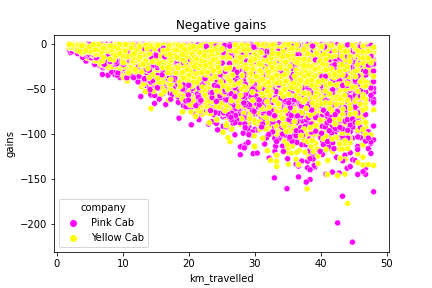 Negative gains
0
−50
−100
−150
−200
gains
company
Pink Cab
Yellow Cab
0 10 20 30 40 50
km_travelled